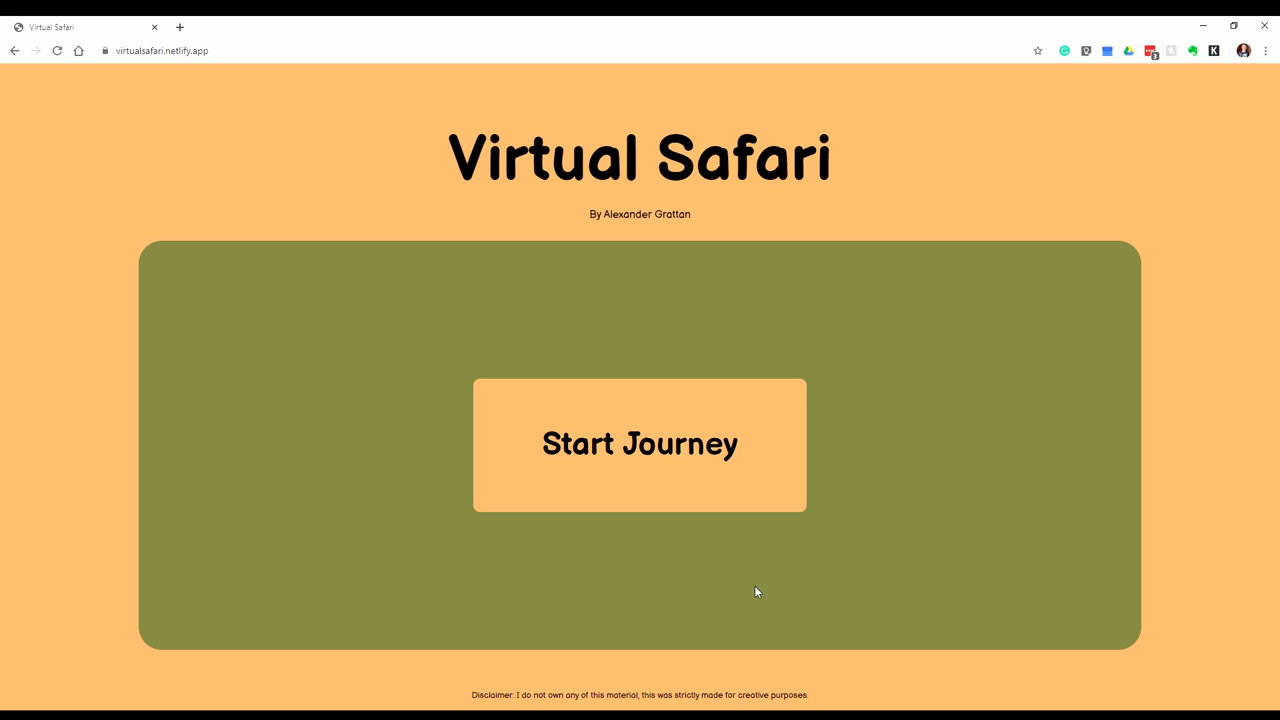 Virtual Safari
virtualsafari.netlify.app
3
K
Virtual Safari
By Alexander Grattan
Start Journey
Disclaimer: I do not own any of this material, this was strictly made for creative purposes.